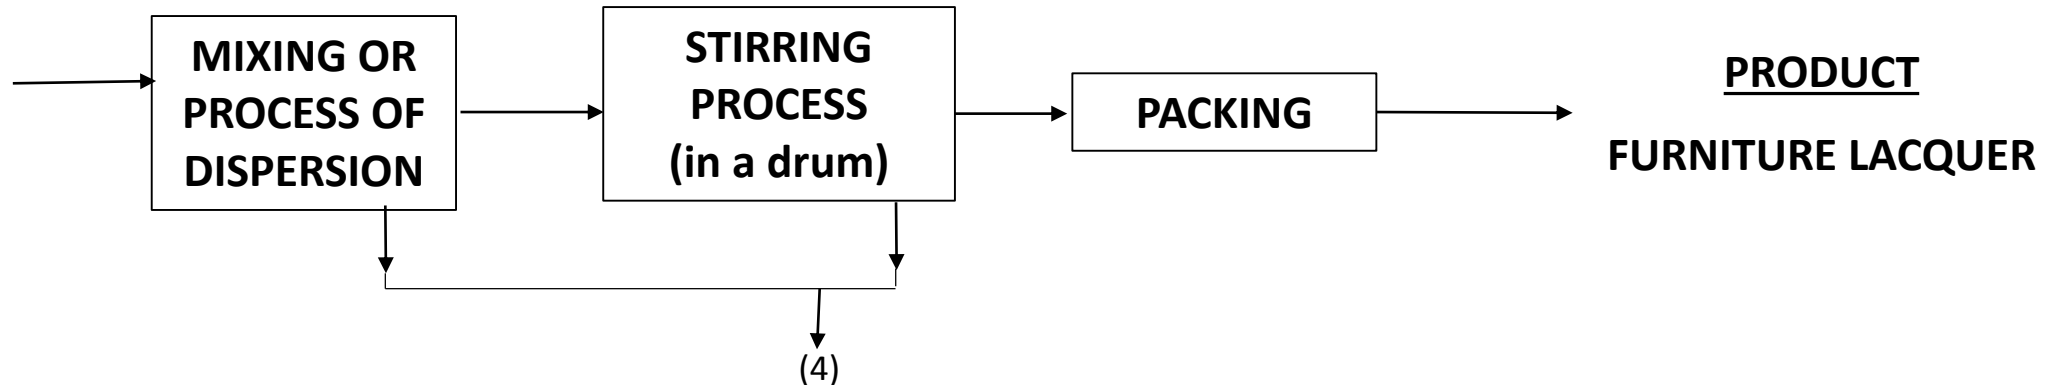 MIXING OR
PROCESS OF
DISPERSION
STIRRING
PROCESS
(in a drum)
PACKING
PRODUCT
FURNITURE LACQUER
(4)